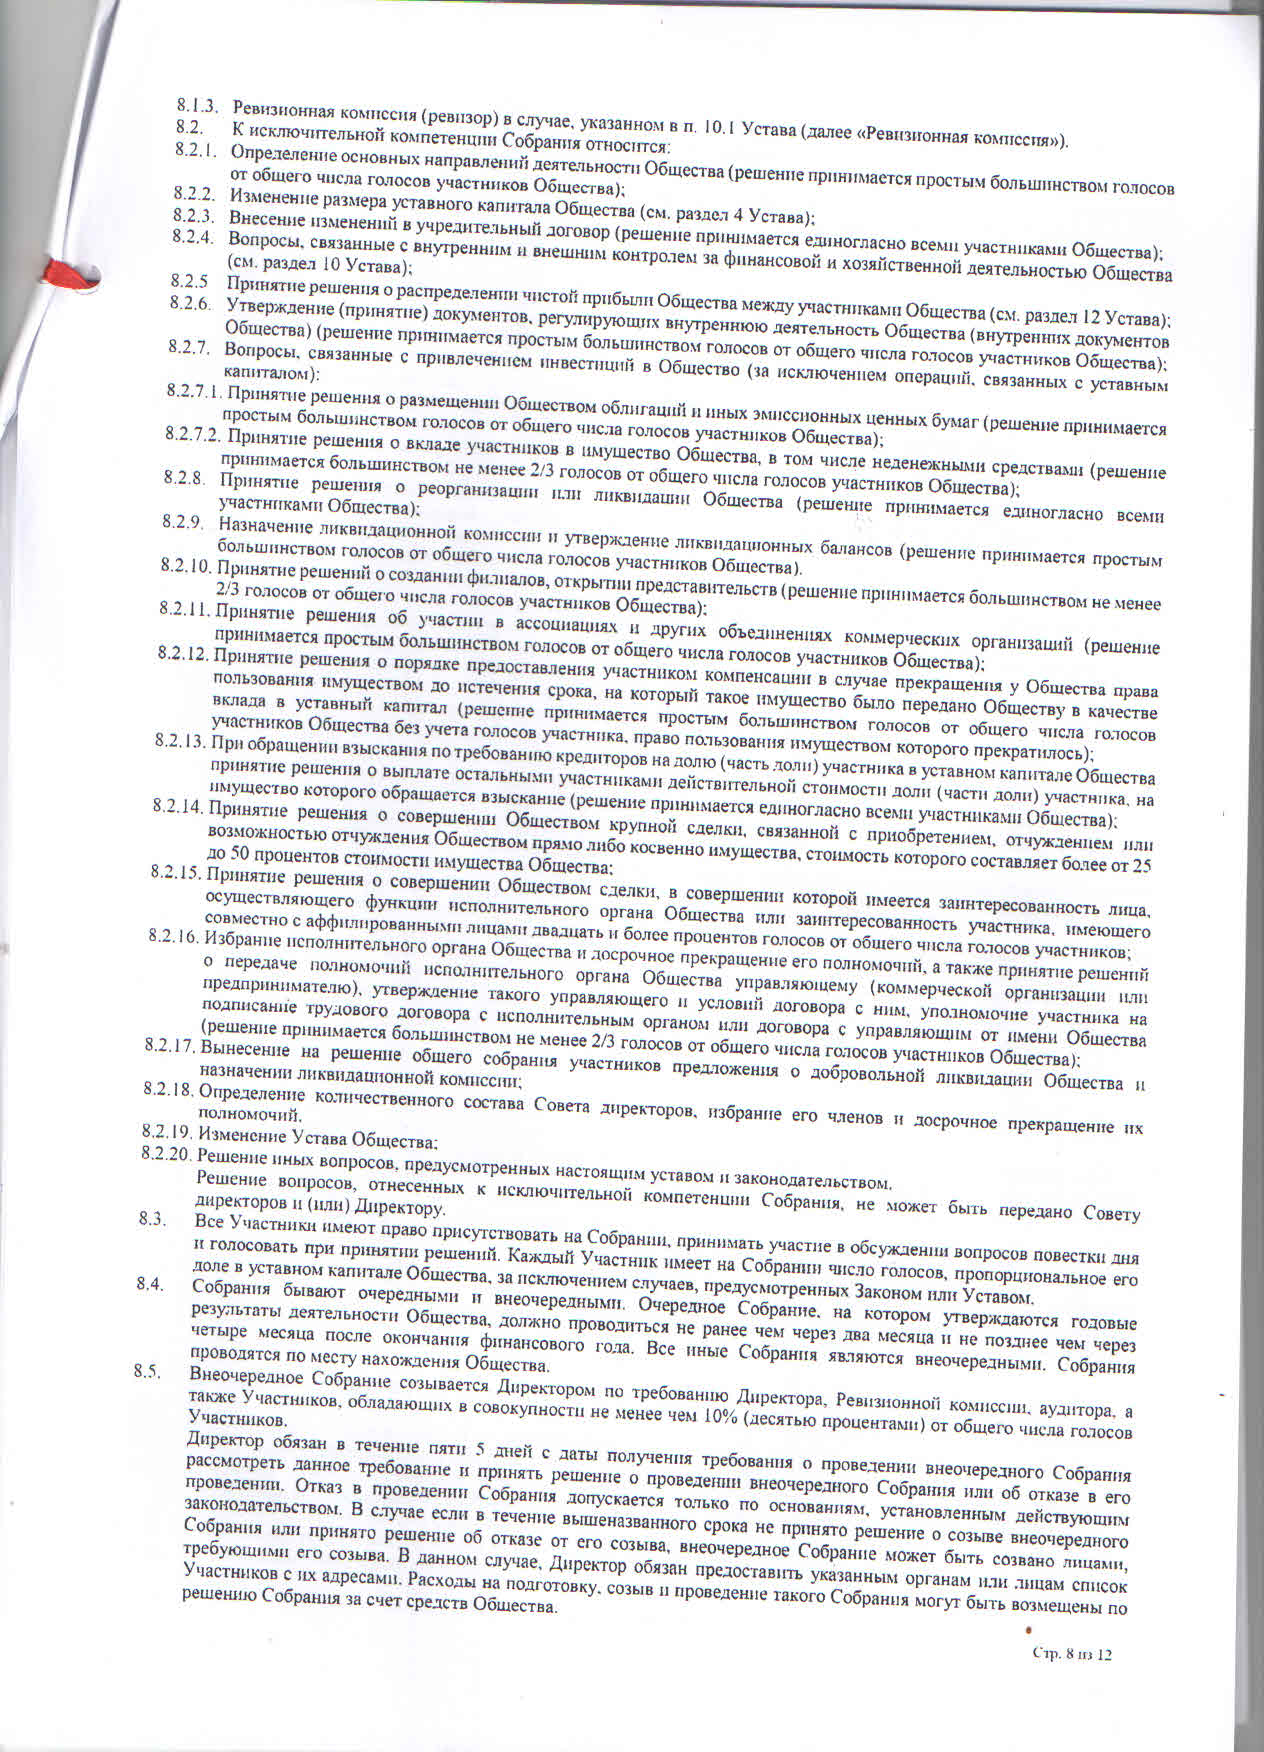 8.1.3. Ревизионная комиссия (ревизор) в случае, указанном в п. 10.1 Устава (далее «Ревизионная комиссия»).
8.2. К исключительной компетенции Собрания относится:
8.2.1. Определение основных направлений деятельности Общества (решение принимается простым большинством голосов
от общего числа голосов участников Общества);
8.2.2. Изменение размера уставного капитала Общества (см. раздел 4 Устава);
8.2.3. Внесение изменений в учредительный договор (решение принимается единогласно всеми участниками Общества);
8.2.4. Вопросы, связанные с внутренним и внешним контролем за финансовой и хозяйственной деятельностью Общества
(см. раздел 10 Устава);
8.2.5 Принятие решения о распределении чистой прибыли Общества между участниками Общества (см. раздел 12 Устава);
8.2.6. Утверждение (принятие) документов, регулирующих внутреннюю деятельность Общества (внутренних документов
Общества) (решение принимается простым большинством голосов от общего числа голосов участников Общества);
8.2.7. Вопросы, связанные с привлечением инвестиций в Общество (за исключением операций, связанных с уставным
капиталом):
8.2.7.1. Принятие решения о размещении Обществом облигаций и иных эмиссионных ценных бумаг (решение принимается
простым большинством голосов от общего числа голосов участников Общества);
8.2.7.2. Принятие решения о вкладе участников в имущество Общества, в том числе неденежными средствами (решение
принимается большинством не менее 2/3 голосов от общего числа голосов участников Общества);
8.2.8. Принятие решения о реорганизации или ликвидации Общества (решение принимается единогласно всеми
участниками Общества);
8.2.9. Назначение ликвидационной комиссии и утверждение ликвидационных балансов (решение принимается простым
большинством голосов от общего числа голосов участников Общества).
8.2.10. Принятие решений о создании филиалов, открытии представительств (решение принимается большинством не менее
2/3 голосов от общего числа голосов участников Общества);
8.2.11. Принятие решения об участии в ассоциациях и других объединениях коммерческих организаций (решение
принимается простым большинством голосов от общего числа голосов участников Общества);
8.2.12. Принятие решения о порядке предоставления участником компенсации в случае прекращения у Общества права
пользования имуществом до истечения срока, на который такое имущество было передано Обществу в качестве
вклада в уставный капитал (решение принимается простым большинством голосов от общего числа голосов
участников Общества без учета голосов участника, право пользования имуществом которого прекратилось);
8.2.13. При обращении взыскания по требованию кредиторов на долю (часть доли) участника в уставном капитале Общества
принятие решения о выплате остальными участниками действительной стоимости доли (части доли) участника, на
имущество которого обращается взыскание (решение принимается единогласно всеми участниками Общества);
8.2.14. Принятие решения о совершении Обществом крупной сделки, связанной с приобретением, отчуждением или
возможностью отчуждения Обществом прямо либо косвенно имущества, стоимость которого составляет более от 25
до 50 процентов стоимости имущества Общества;
8.2.15. Принятие решения о совершении Обществом сделки, в совершении которой имеется заинтересованность лица,
осуществляющего функции исполнительного органа Общества или заинтересованность участника, имеющего
совместно с аффилированными лицами двадцать и более процентов голосов от общего числа голосов участников;
8.2.16. Избрание исполнительного органа Общества и досрочное прекращение его полномочий, а также принятие решений
о передаче полномочий исполнительного органа Общества управляющему (коммерческой организации или
предпринимателю), утверждение такого управляющего и условий договора с ним, уполномочие участника на
подписание трудового договора с исполнительным органом или договора с управляющим от имени Общества
(решение принимается большинством не менее 2/3 голосов от общего числа голосов участников Общества);
8.2.17. Вынесение на решение общего собрания участников предложения о добровольной ликвидации Общества и
назначении ликвидационной комиссии;
8.2.18. Определение количественного состава Совета директоров, избрание его членов и досрочное прекращение их
полномочий.
8.2.19. Изменение Устава Общества;
8.2.20. Решение иных вопросов, предусмотренных настоящим уставом и законодательством.
Решение вопросов, отнесенных к исключительной компетенции Собрания, не может быть передано Совету
директоров и (или) Директору.
8.3. Все Участники имеют право присутствовать на Собрании, принимать участие в обсуждении вопросов повестки дня
и голосовать при принятии решений. Каждый Участник имеет на Собрании число голосов, пропорциональное его
доле в уставном капитале Общества, за исключением случаев, предусмотренных Законом или Уставом.
8.4. Собрания бывают очередными и внеочередными. Очередное Собрание, на котором утверждаются годовые
результаты деятельности Общества, должно проводиться не ранее чем через два месяца и не позднее чем через
четыре месяца после окончания финансового года. Все иные Собрания являются внеочередными. Собрания
проводятся по месту нахождения Общества.
8.5. Внеочередное Собрание созывается Директором по требованию Директора, Ревизионной комиссии, аудитора, а
также Участников, обладающих в совокупности не менее чем 10% (десятью процентами) от общего числа голосов
Участников.
Директор обязан в течение пяти 5 дней с даты получения требования о проведении внеочередного Собрания
рассмотреть данное требование и принять решение о проведении внеочередного Собрания или об отказе в его
проведении. Отказ в проведении Собрания допускается только по основаниям, установленным действующим
законодательством. В случае если в течение вышеназванного срока не принято решение о созыве внеочередного
Собрания или принято решение об отказе от его созыва, внеочередное Собрание может быть созвано лицами,
требующими его созыва. В данном случае, Директор обязан предоставить указанным органам или лицам список
Участников с их адресами. Расходы на подготовку, созыв и проведение такого Собрания могут быть возмещены по
решению Собрания за счет средств Общества.
Стр. 8 из 12